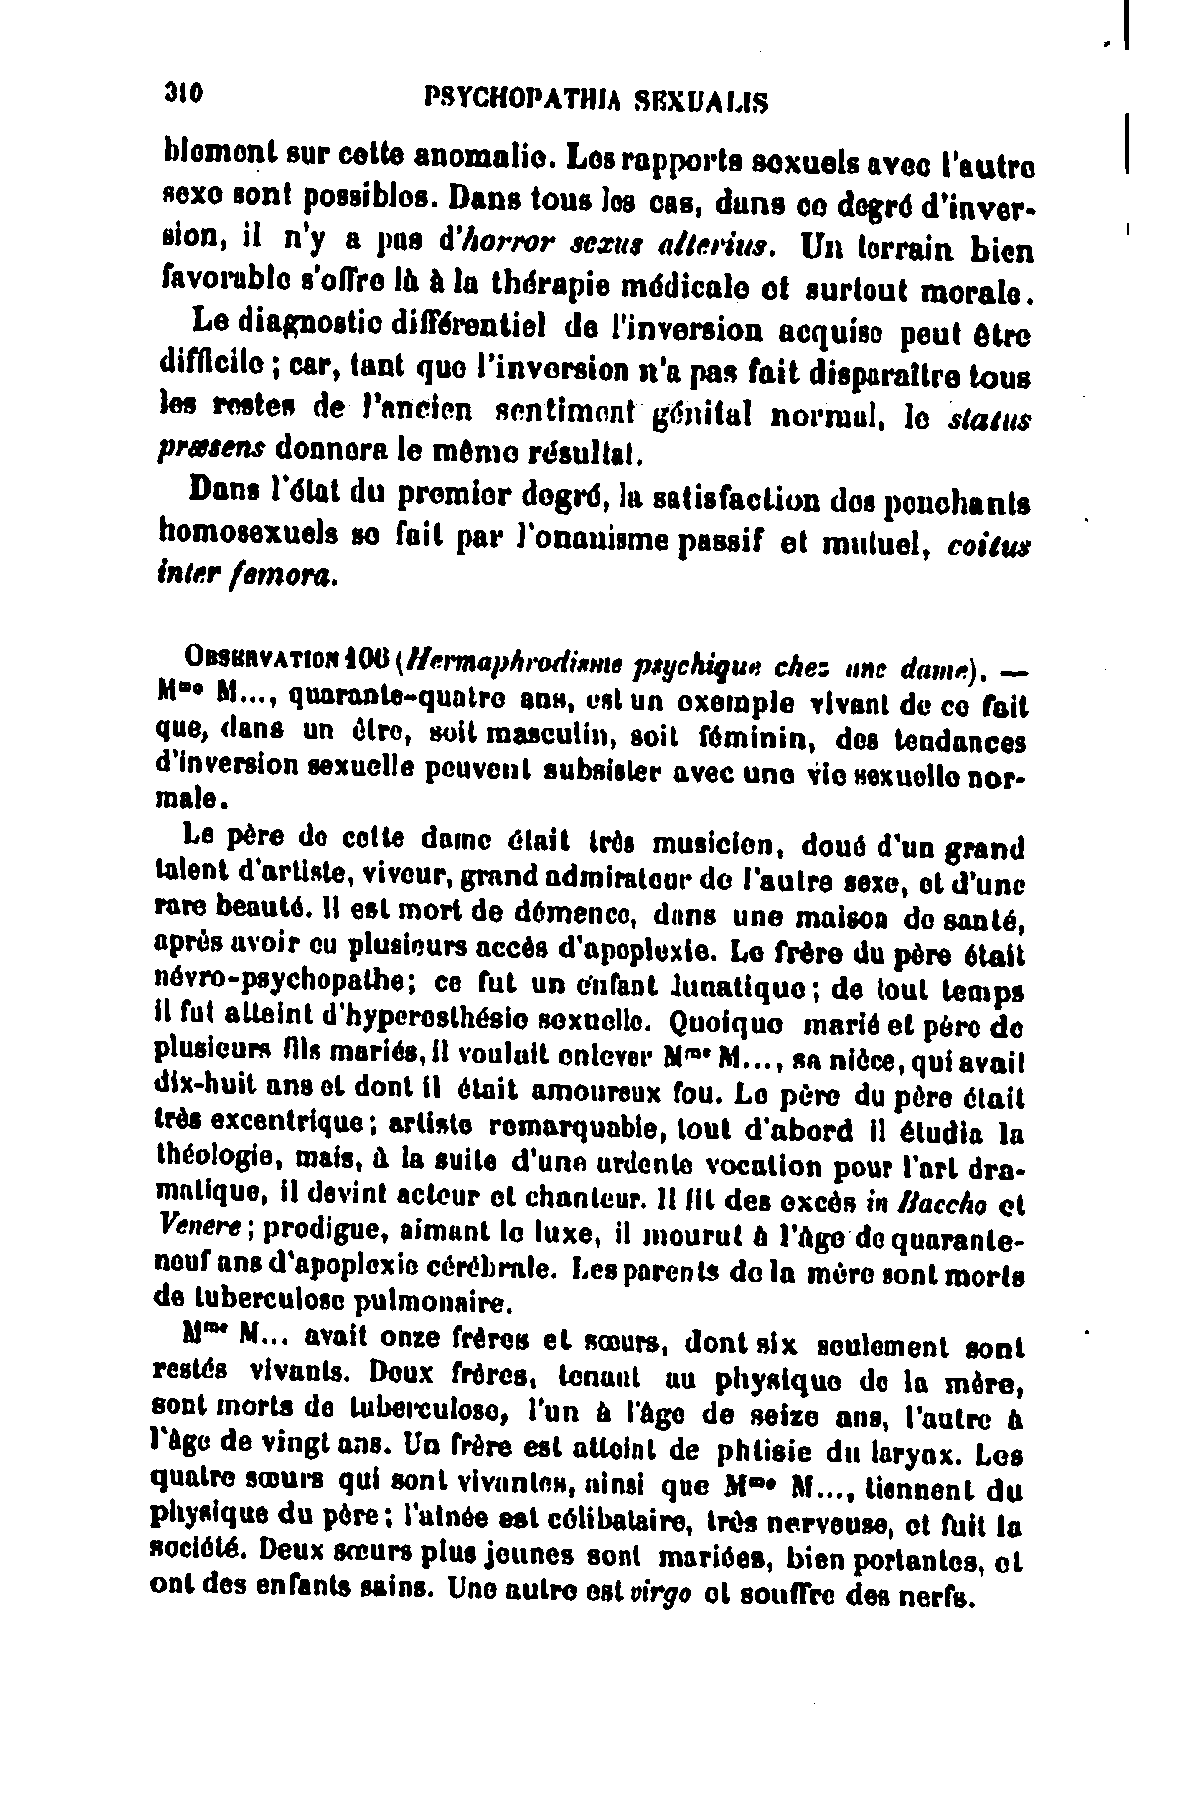 310 PSYCHOPATHIA SEXUALIS
blement sur cette anomalie. Les rapports sexuels avec l'autre
sexe sont possibles. Dans tous les cas, dans ce degré d'inver-
sion, il n'y a pas d'horror sexus alterius. Un terrain bien
favorable s'offre là à la thérapie médicale et surtout morale.
Le diagnostic différentiel de l'inversion acquise peut être
difficile ; car, tant que l'inversion n'a pas fait disparaître tous
les restes de l'ancien sentiment génital normal, le status
præsens donnera le même résultat.
Dans l'état du premier degré, la satisfaction des penchants
homosexuels se fait par l'onanisme passif et mutuel, coitus
inter femora.
OBSERVATION 106 (Hermaphrodisme psychique chez une dame). —
Mme M..., quarante-quatre ans, est un exemple vivant de ce fait
que, dans un être, soit masculin, soit féminin, des tendances
d'inversion sexuelle peuvent subsister avec une vie sexuelle nor-
male.
Le père de cette dame était très musicien, doué d'un grand
talent d'artiste, viveur, grand admirateur de l'autre sexe, et d'une
rare beauté. Il est mort de démence, dans une maison de santé,
après avoir eu plusieurs accès d'apoplexie. Le frère du père était
névro-psychopathe ; ce fut un enfant lunatique ; de tout temps
il fut atteint d'hyperesthésie sexuelle. Quoique marié et père de
plusieurs fils mariés, il voulait enlever Mme M..., sa nièce, qui avait
dix-huit ans et dont il était amoureux fou. Le père du père était
très excentrique ; artiste remarquable, tout d'abord il étudia la
théologie, mais, à la suite d'une ardente vocation pour l'art dra-
matique, il devint acteur et chanteur. Il fit des excès in Baccho et
Venere ; prodigue, aimant le luxe, il mourut à l'âge de quarante-
neuf ans d'apoplexie cérébrale. Les parents de la mère sont morts
de tuberculose pulmonaire.
Mme M... avait onze frères et sœurs, dont six seulement sont
restés vivants. Deux frères, tenant au physique de la mère,
sont morts de tuberculose, l'un à l'âge de seize ans, l'autre à
l'âge de vingt ans. Un frère est atteint de phtisie du larynx. Les
quatre sœurs qui sont vivantes, ainsi que Mme M..., tiennent du
physique du père ; l'aînée est célibataire, très nerveuse, et fuit la
société. Deux sœurs plus jeunes sont mariées, bien portantes, et
ont des enfants sains. Une autre est virgo et souffre des nerfs.